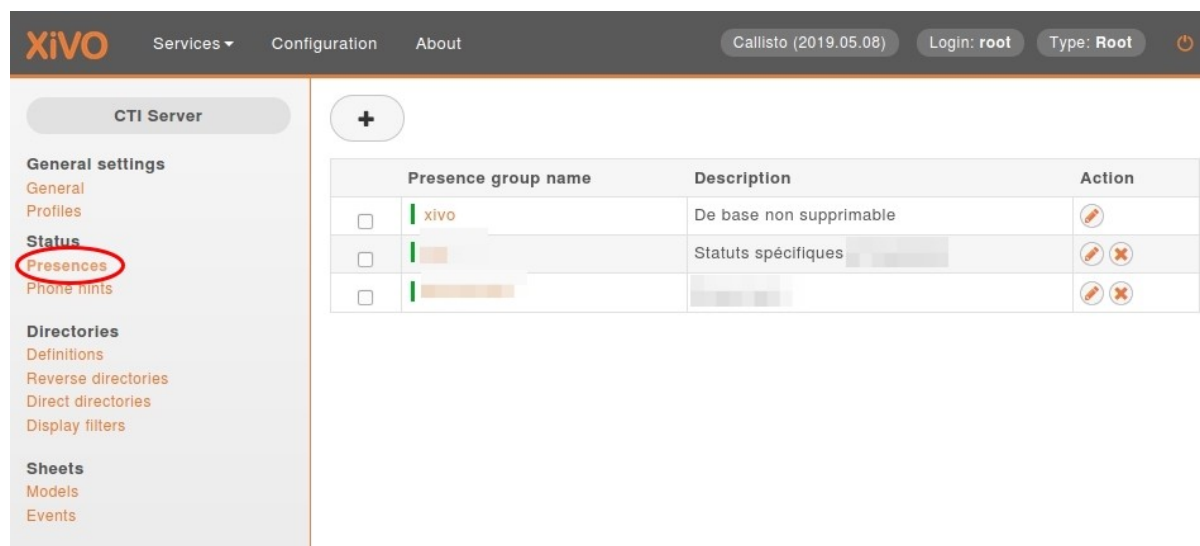 XiVO Services Configuration About Callisto (2019.05.08) Login: root Type: Root
CTI Server
General settings
General
Profiles
Status
Presences
Phone hints
Directories
Definitions
Reverse directories
Direct directories
Display filters
Sheets
Models
Events
+
Presence group name Description Action
xivo De base non supprimable
Statuts spécifiques